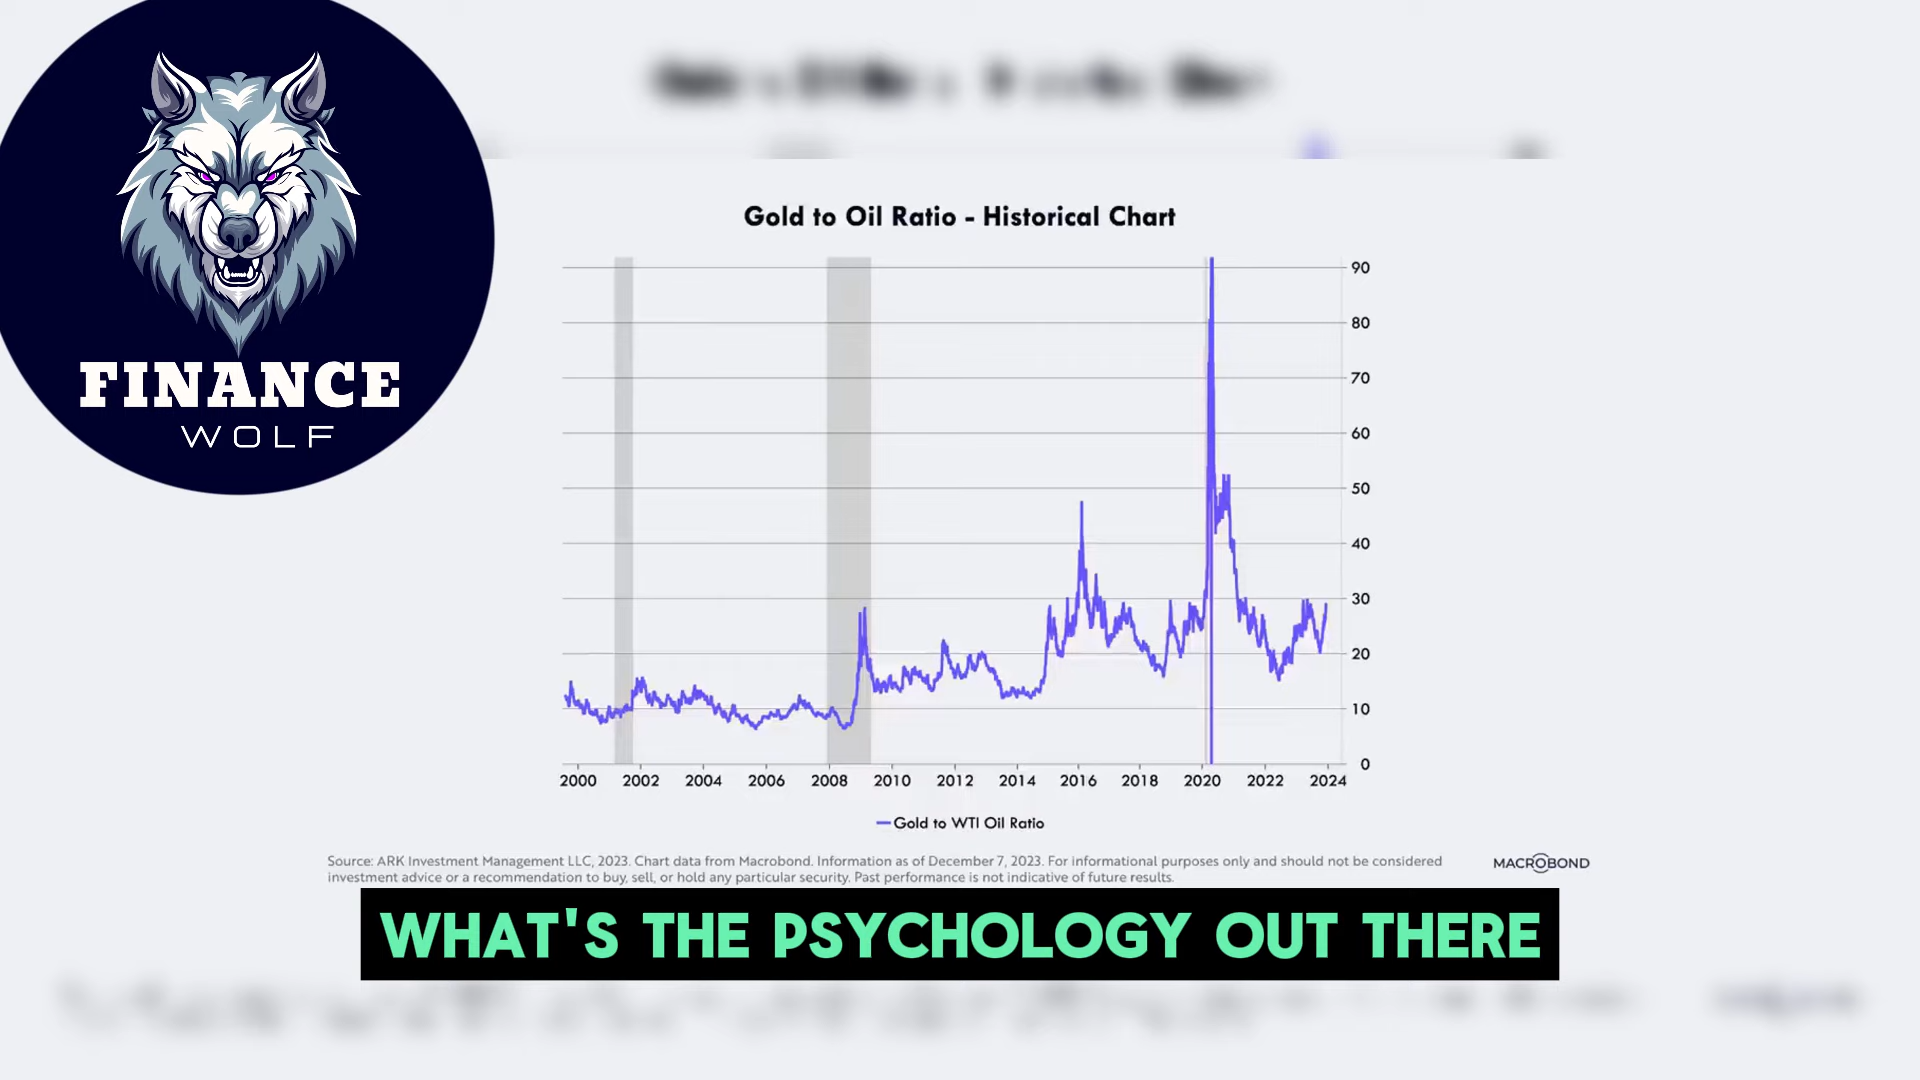 FINANCE
WOLF
Gold to Oil Ratio - Historical Chart
90
80
70
60
50
40
30
20
10
0
2000 2002 2004 2006 2008 2010 2012 2014 2016 2018 2020 2022 2024
Gold to WTI Oil Ratio
Source: ARK Investment Management LLC, 2023. Chart data from Macrobond. Information as of December 7, 2023. For informational purposes only and should not be considered
investment advice or a recommendation to buy, sell, or hold any particular security. Past performance is not indicative of future results.
MACROBOND
WHAT'S THE PSYCHOLOGY OUT THERE